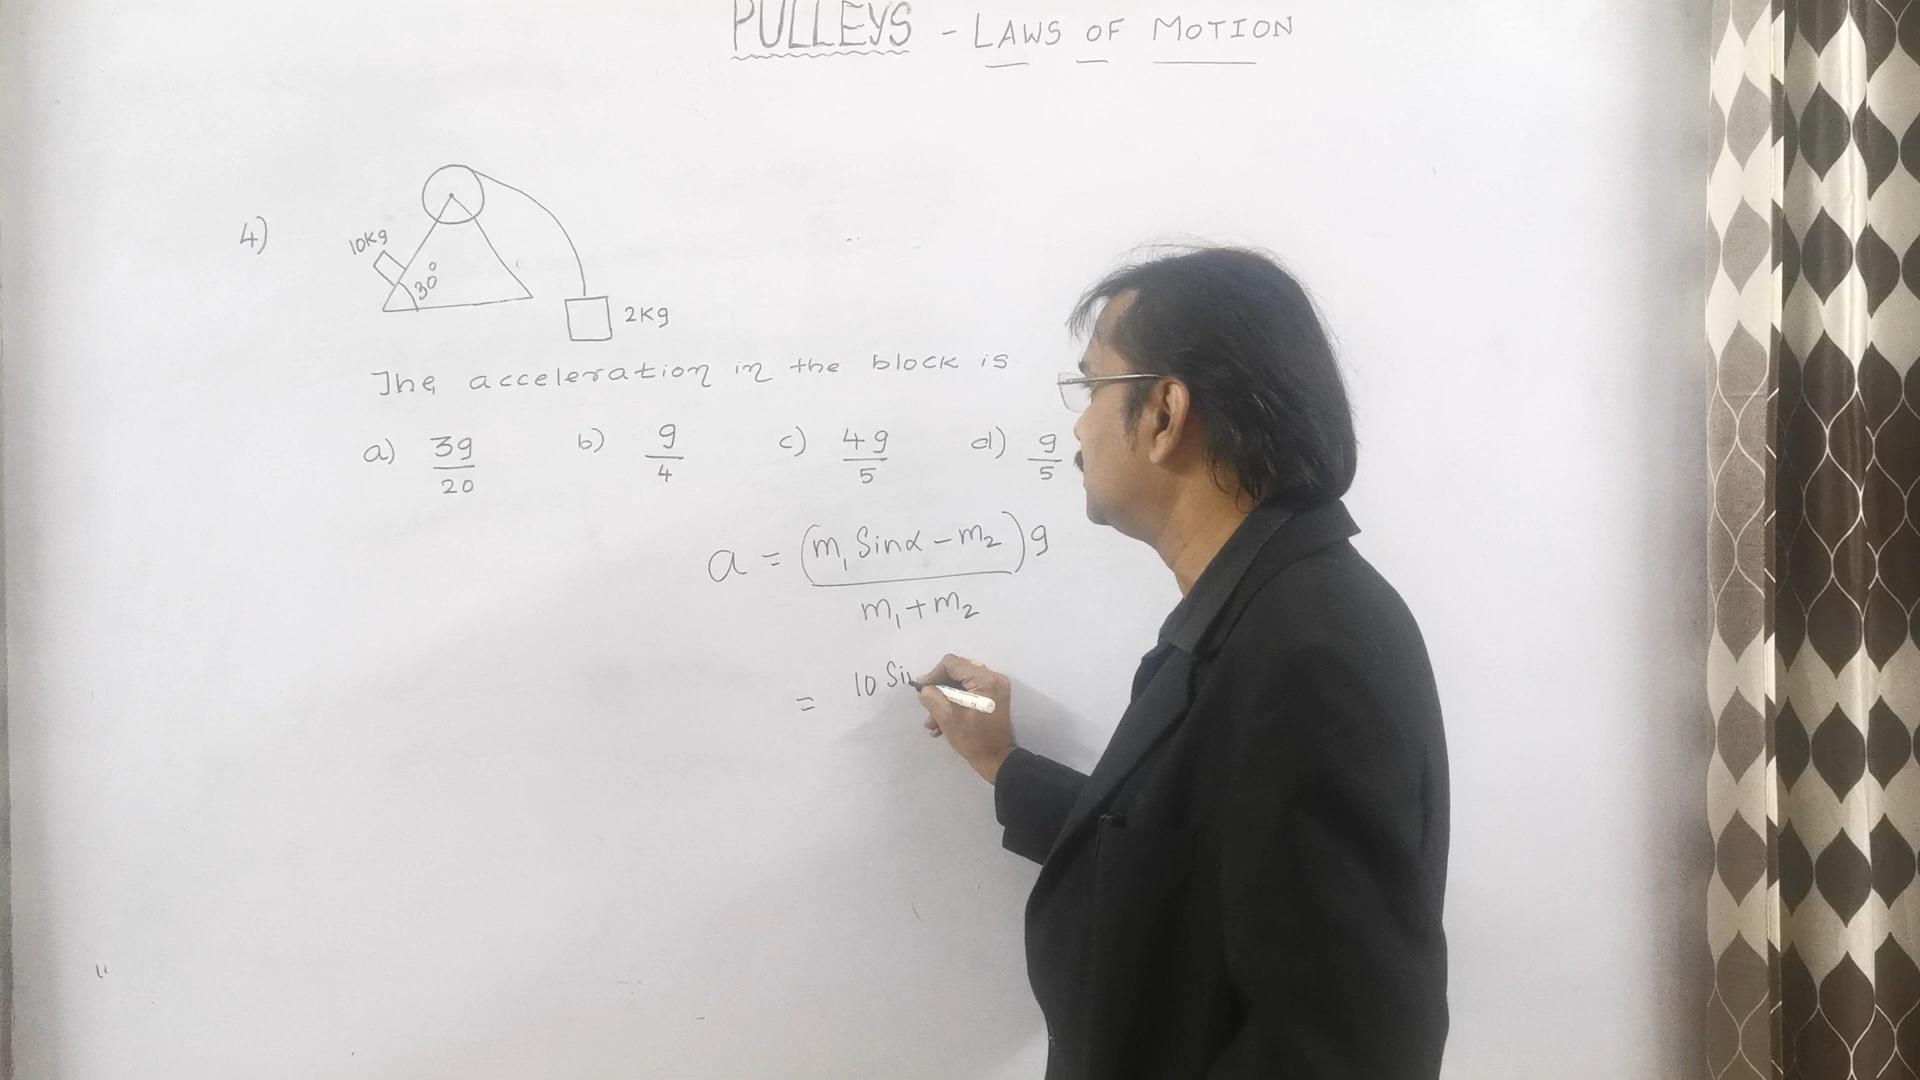 PULLEYS - LAWS OF MOTION
4)
10kg
30°
2kg
The acceleration in the block is
a) 3g/20 b) g/4 c) 4g/5 d) g/5
a = (m₁ Sinα - m₂)g / m₁ + m₂
= 10 Sin